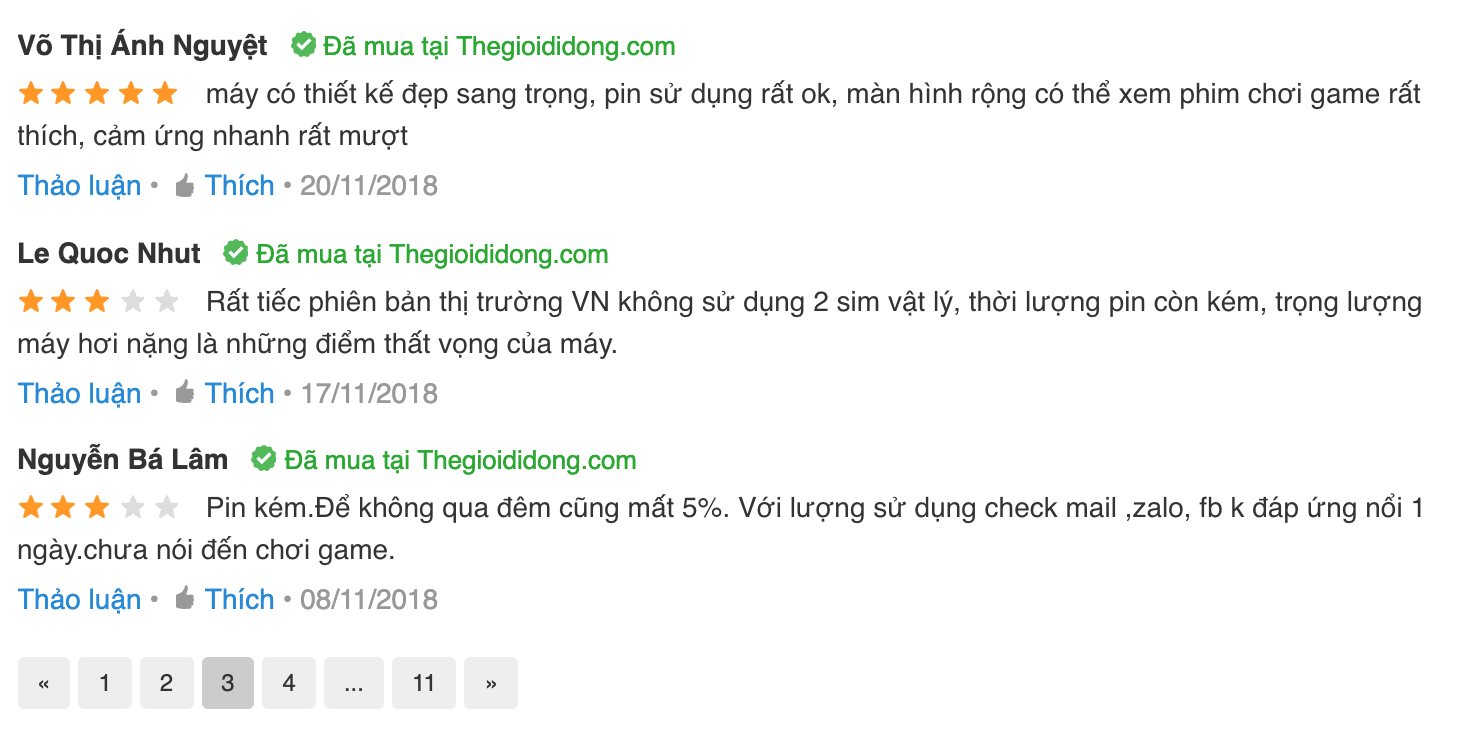 Võ Thị Ánh Nguyệt Đã mua tại Thegioididong.com
máy có thiết kế đẹp sang trọng, pin sử dụng rất ok, màn hình rộng có thể xem phim chơi game rất
thích, cảm ứng nhanh rất mượt
Thảo luận • Thích • 20/11/2018
Le Quoc Nhut Đã mua tại Thegioididong.com
Rất tiếc phiên bản thị trường VN không sử dụng 2 sim vật lý, thời lượng pin còn kém, trọng lượng
máy hơi nặng là những điểm thất vọng của máy.
Thảo luận • Thích • 17/11/2018
Nguyễn Bá Lâm Đã mua tại Thegioididong.com
Pin kém.Để không qua đêm cũng mất 5%. Với lượng sử dụng check mail ,zalo, fb k đáp ứng nổi 1
ngày.chưa nói đến chơi game.
Thảo luận • Thích • 08/11/2018
« 1 2 3 4 ... 11 »